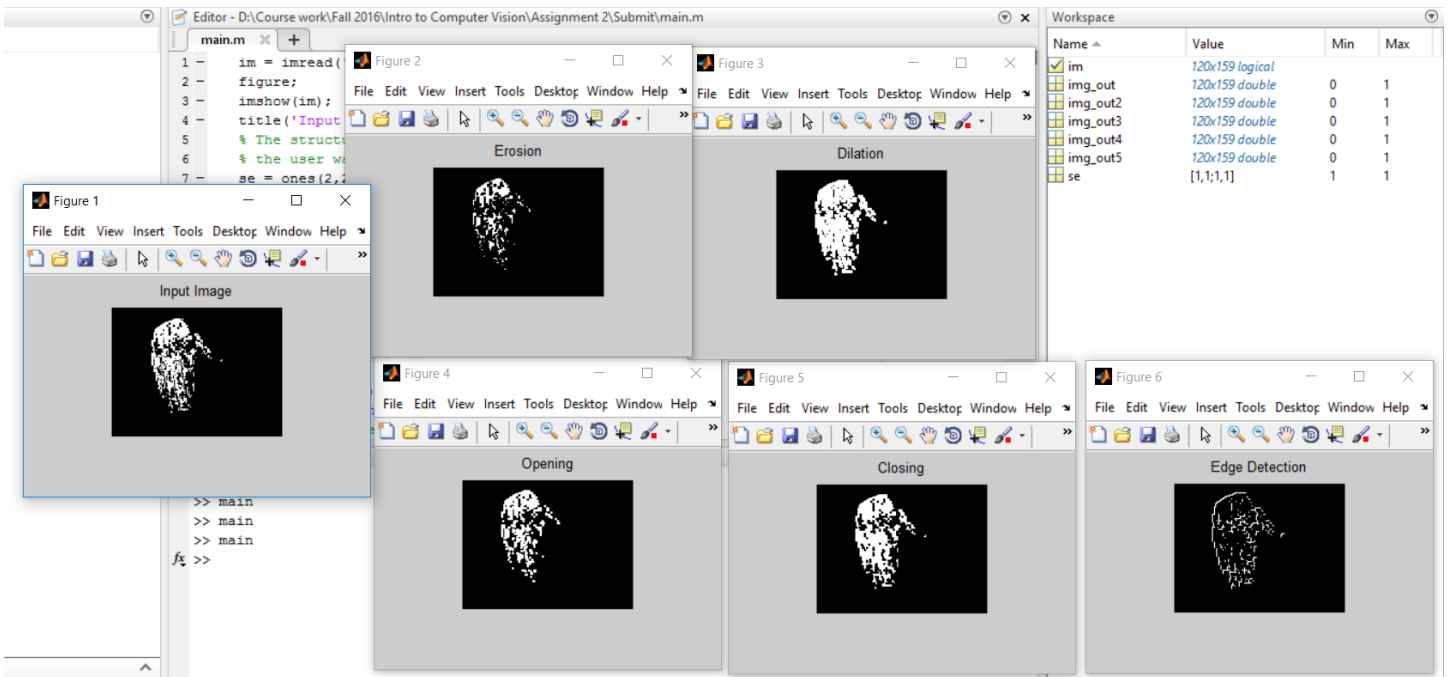 Editor - D:\Course work\Fall 2016\Intro to Computer Vision\Assignment 2\Submit\main.m
main.m
1 im = imread('
2 figure;
3 imshow(im);
4 title('Input
5 % The struct
6 % the user wa
7 se = ones(2,2
>> main
>> main
>> main
fx >>
Figure 1
File Edit View Insert Tools Desktop Window Help
Input Image
Figure 2
File Edit View Insert Tools Desktop Window Help
Erosion
Figure 3
File Edit View Insert Tools Desktop Window Help
Dilation
Figure 4
File Edit View Insert Tools Desktop Window Help
Opening
Figure 5
File Edit View Insert Tools Desktop Window Help
Closing
Figure 6
File Edit View Insert Tools Desktop Window Help
Edge Detection
Workspace
Name Value Min Max
im 120x159 logical
img_out 120x159 double 0 1
img_out2 120x159 double 0 1
img_out3 120x159 double 0 1
img_out4 120x159 double 0 1
img_out5 120x159 double 0 1
se [1,1;1,1] 1 1